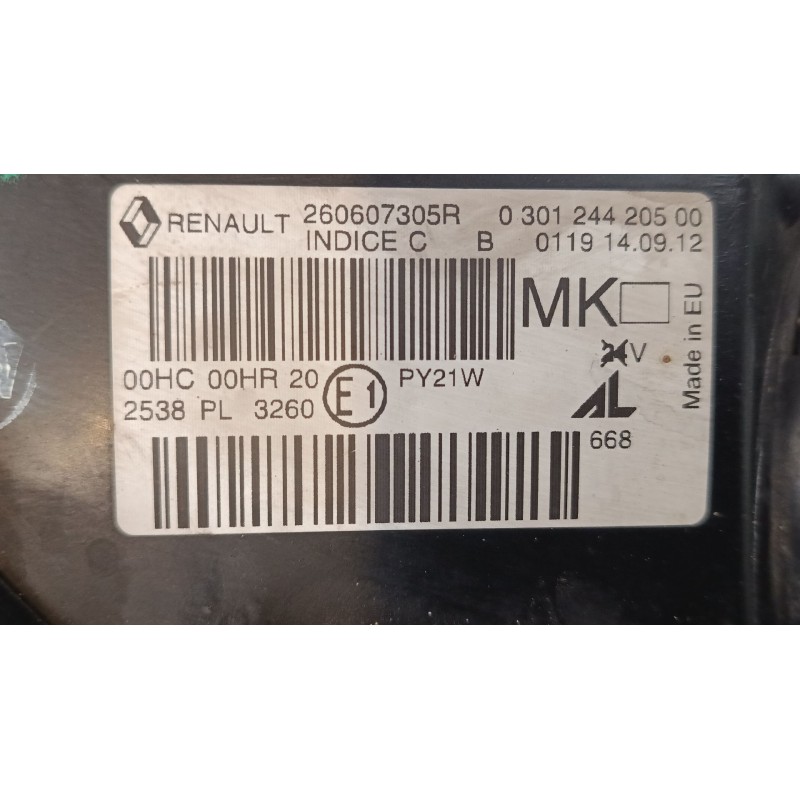 RENAULT 260607305R 0 301 244 205 00
INDICE C B 0119 14.09.12
MK
V
Made in EU
00HC 00HR 20 E1 PY21W
2538 PL 3260
AL
668